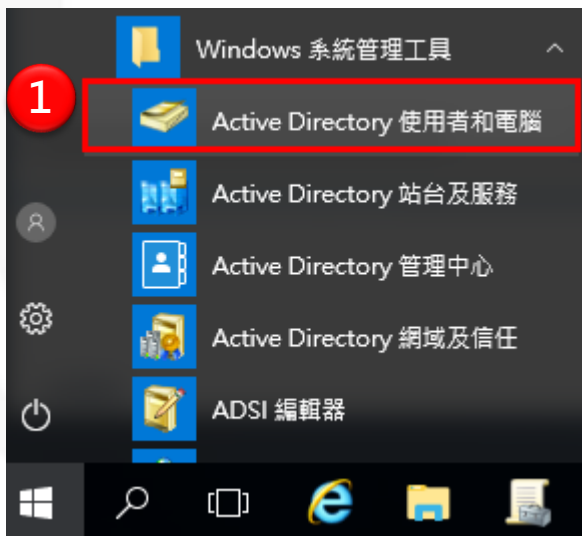 Windows 系統管理工具
1
Active Directory 使用者和電腦
Active Directory 站台及服務
Active Directory 管理中心
Active Directory 網域及信任
ADSI 編輯器